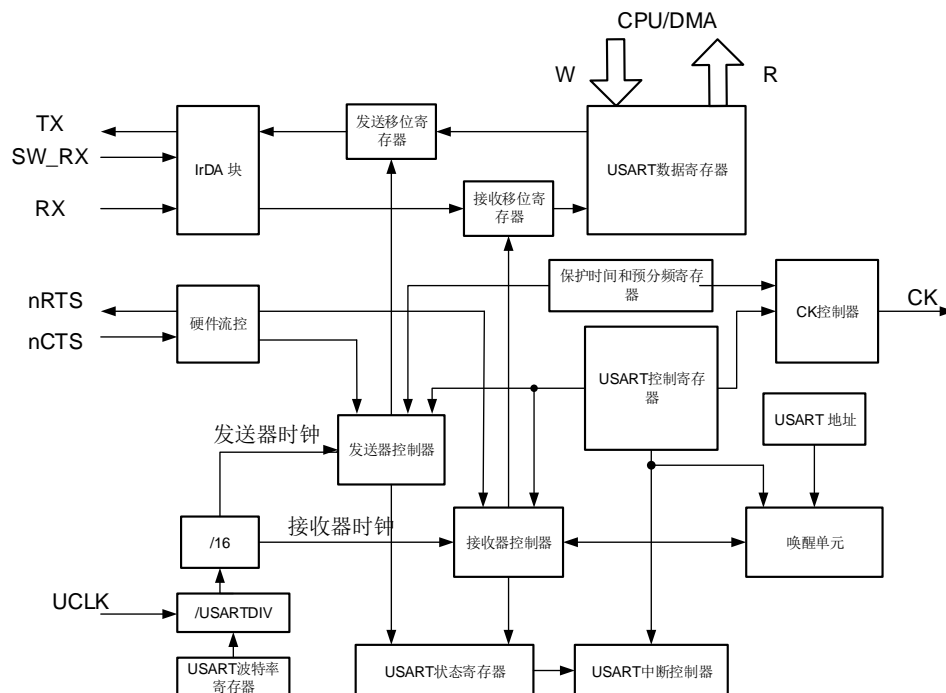 CPU/DMA
W
R
TX
SW_RX
RX
IrDA 块
发送移位寄
存器
接收移位寄
存器
USART数据寄存器
保护时间和预分频寄存
器
nRTS
nCTS
硬件流控
CK控制器
CK
USART控制寄存
器
USART 地址
发送器时钟
发送器控制器
/16
接收器时钟
接收器控制器
唤醒单元
UCLK
/USARTDIV
USART波特率
寄存器
USART状态寄存器
USART中断控制器